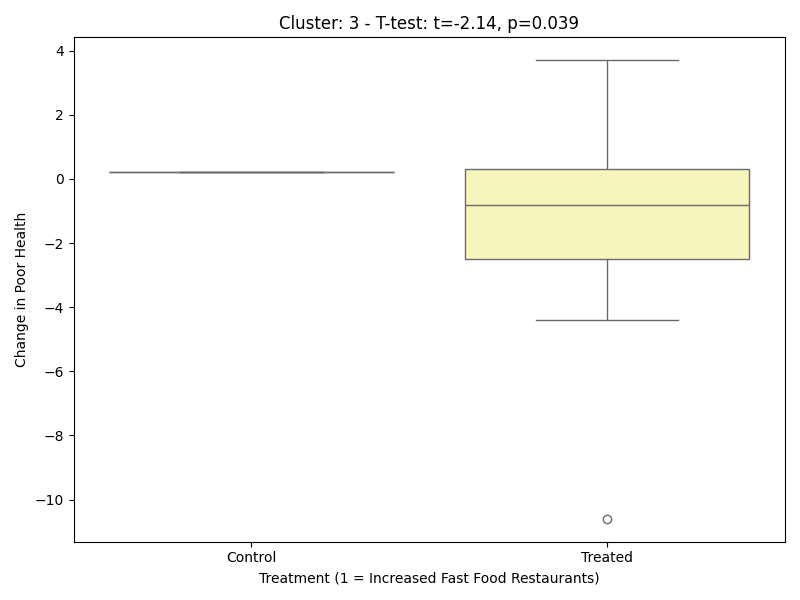 Cluster: 3 - T-test: t=-2.14, p=0.039
Change in Poor Health
4
2
0
−2
−4
−6
−8
−10
Control
Treated
Treatment (1 = Increased Fast Food Restaurants)